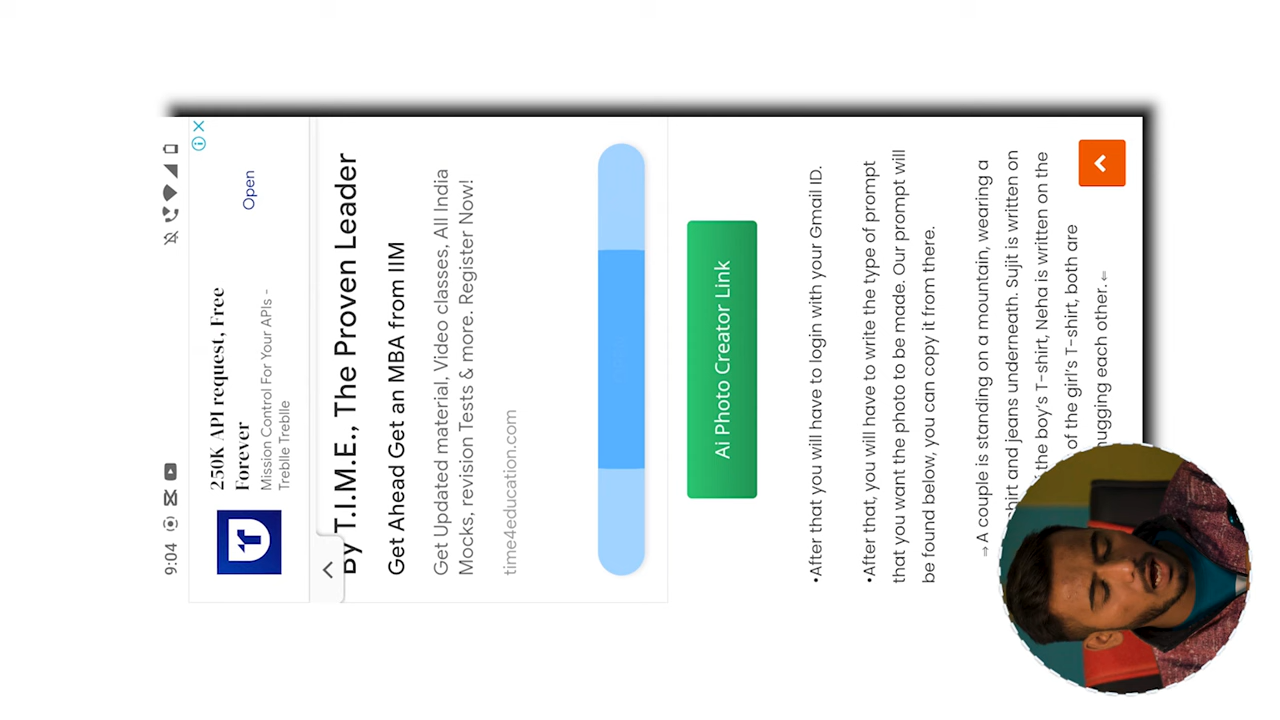 9:04
250K API request, Free
Forever
Mission Control For Your APIs -
Treblle Treblle
Open
By T.I.M.E., The Proven Leader
Get Ahead Get an MBA from IIM
Get Updated material, Video classes, All India
Mocks, revision Tests & more. Register Now!
time4education.com
Ai Photo Creator Link
•After that you will have to login with your Gmail ID.
•After that, you will have to write the type of prompt
that you want the photo to be made. Our prompt will
be found below, you can copy it from there.
⇒A couple is standing on a mountain, wearing a
and jeans underneath. Sujit is written on
the boy's T-shirt, Neha is written on the
of the girl's T-shirt, both are
each other.⇐